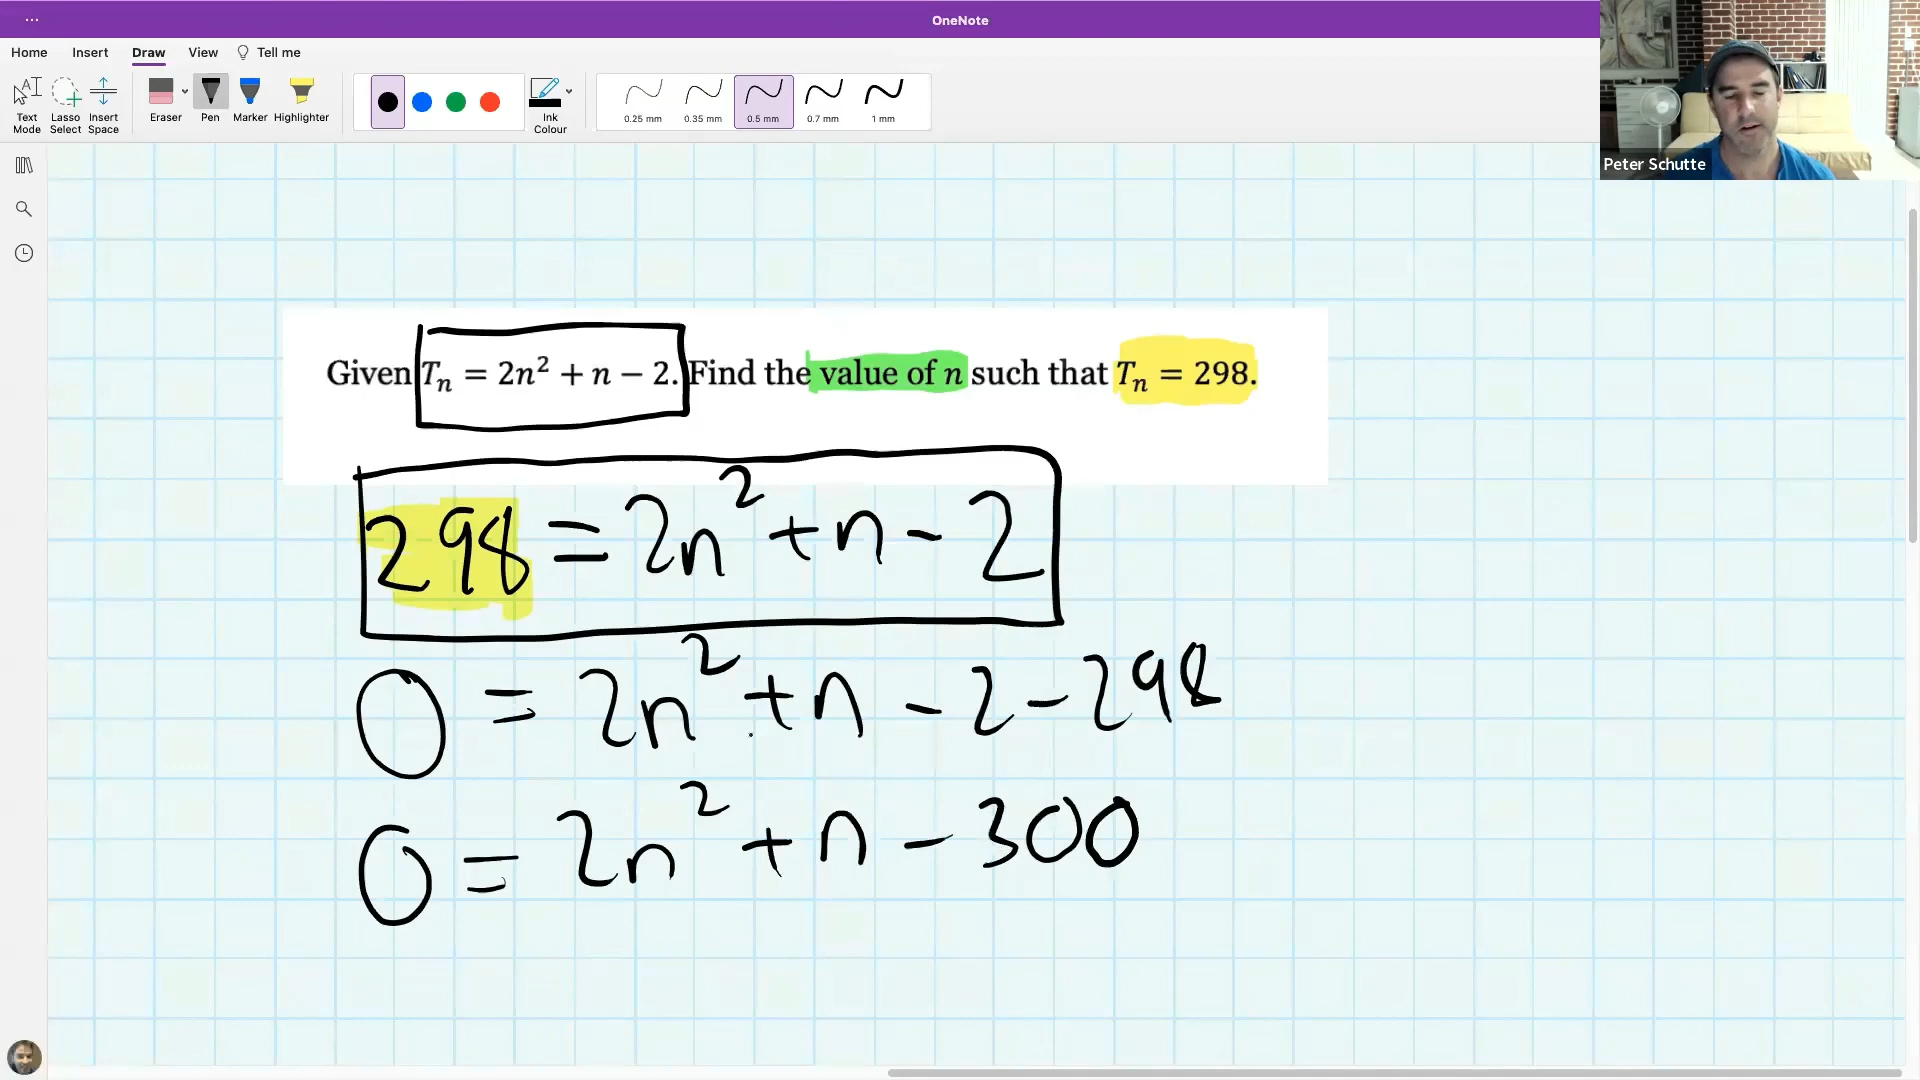 OneNote
Home Insert Draw View Tell me
Text Mode
Lasso Select
Insert Space
Eraser
Pen
Marker
Highlighter
Ink Colour
0.25 mm
0.35 mm
0.5 mm
0.7 mm
1 mm
Peter Schutte
Given Tₙ = 2n² + n − 2. Find the value of n such that Tₙ = 298.
298 = 2n² + n - 2
0 = 2n² + n - 2 - 298
0 = 2n² + n - 300